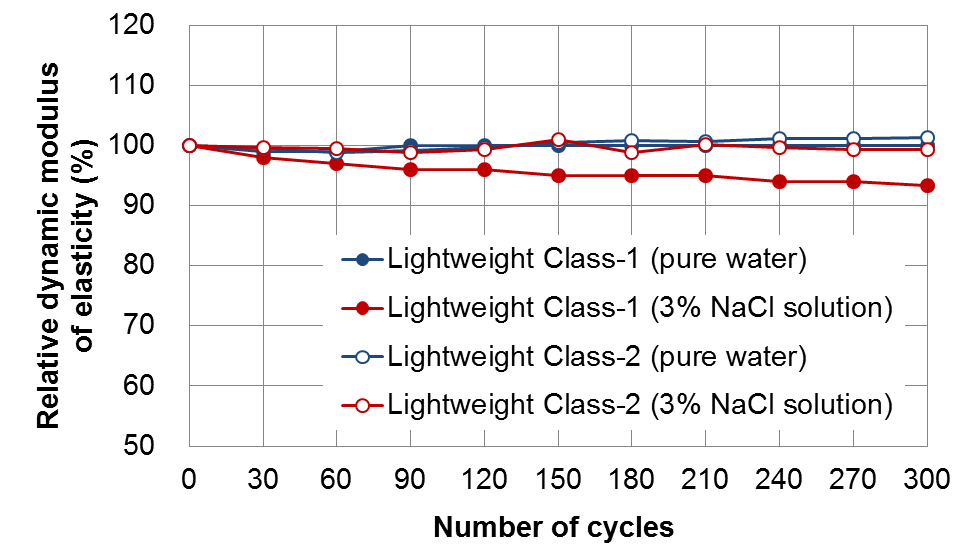 120
110
100
90
80
70
60
50
Relative dynamic modulus
of elasticity (%)
Lightweight Class-1 (pure water)
Lightweight Class-1 (3% NaCl solution)
Lightweight Class-2 (pure water)
Lightweight Class-2 (3% NaCl solution)
0 30 60 90 120 150 180 210 240 270 300
Number of cycles